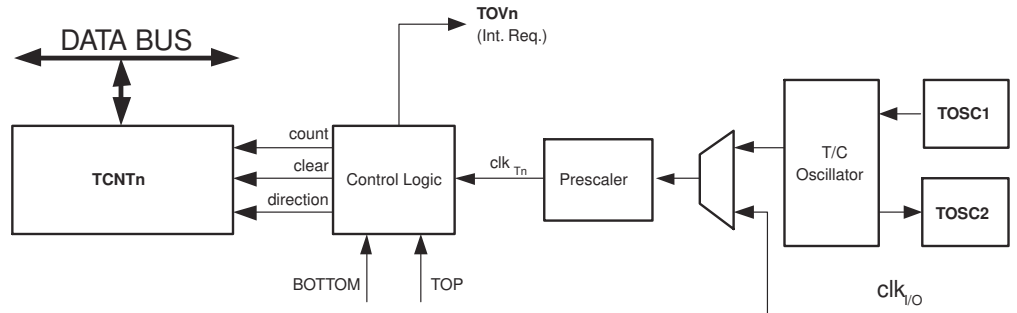 DATA BUS
TOVn
(Int. Req.)
TCNTn
count
clear
direction
Control Logic
clk Tn
Prescaler
T/C
Oscillator
TOSC1
TOSC2
BOTTOM
TOP
clk I/O